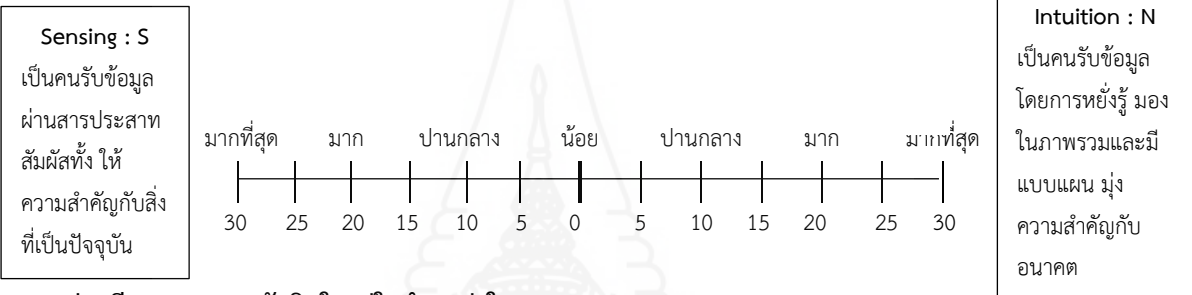 Sensing : S
เป็นคนรับข้อมูล
ผ่านสารประสาท
สัมผัสทั้ง ให้
ความสำคัญกับสิ่ง
ที่เป็นปัจจุบัน
มากที่สุด มาก ปานกลาง น้อย ปานกลาง มาก มากที่สุด
30 25 20 15 10 5 0 5 10 15 20 25 30
Intuition : N
เป็นคนรับข้อมูล
โดยการหยั่งรู้ มอง
ในภาพรวมและมี
แบบแผน มุ่ง
ความสำคัญกับ
อนาคต